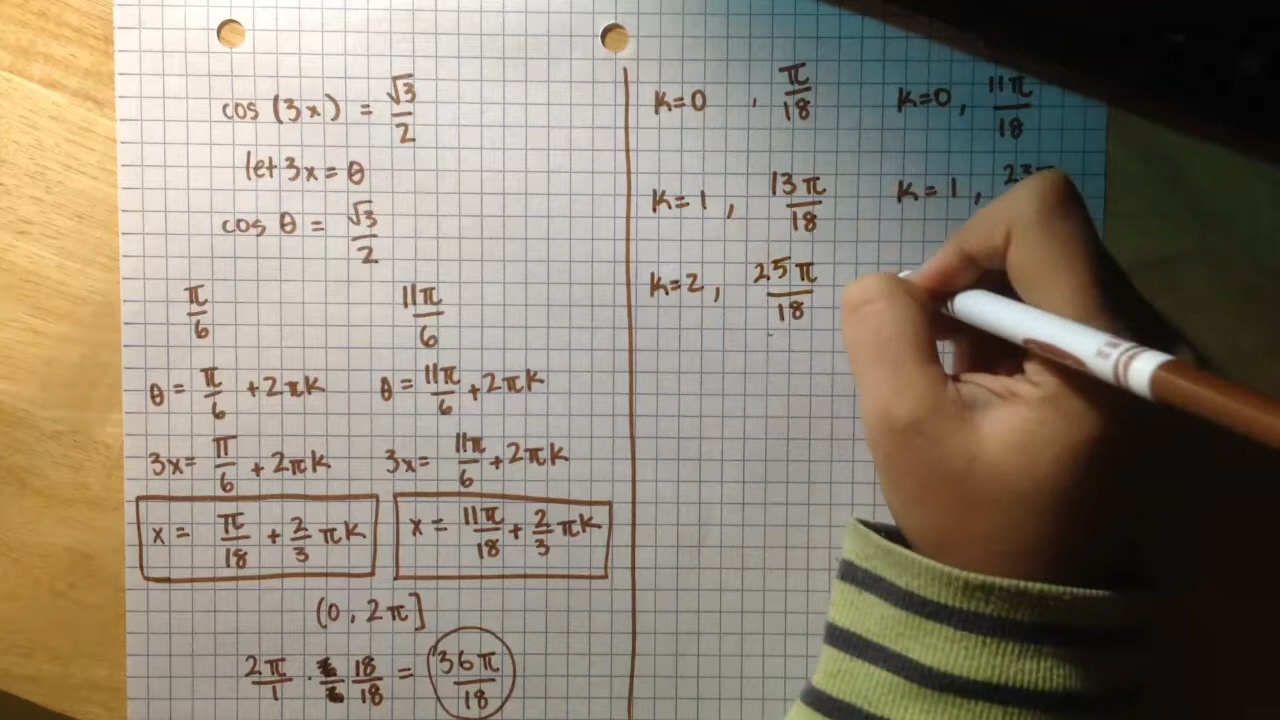 cos (3x) = √3/2
let 3x = θ
cos θ = √3/2
π/6 11π/6
θ = π/6 + 2πk θ = 11π/6 + 2πk
3x = π/6 + 2πk 3x = 11π/6 + 2πk
x = π/18 + 2/3 πk x = 11π/18 + 2/3 πk
(0, 2π]
2π/1 · 18/18 = 36π/18
k=0 , π/18 k=0, 11π/18
k=1, 13π/18 k=1, 23π
k=2, 25π/18